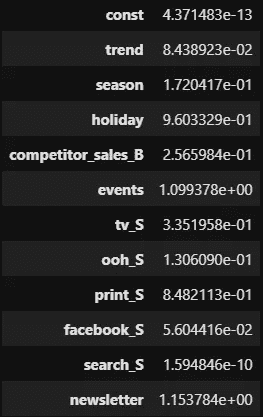 const 4.371483e-13
trend 8.438923e-02
season 1.720417e-01
holiday 9.603329e-01
competitor_sales_B 2.565984e-01
events 1.099378e+00
tv_S 3.351958e-01
ooh_S 1.306090e-01
print_S 8.482113e-01
facebook_S 5.604416e-02
search_S 1.594846e-10
newsletter 1.153784e+00